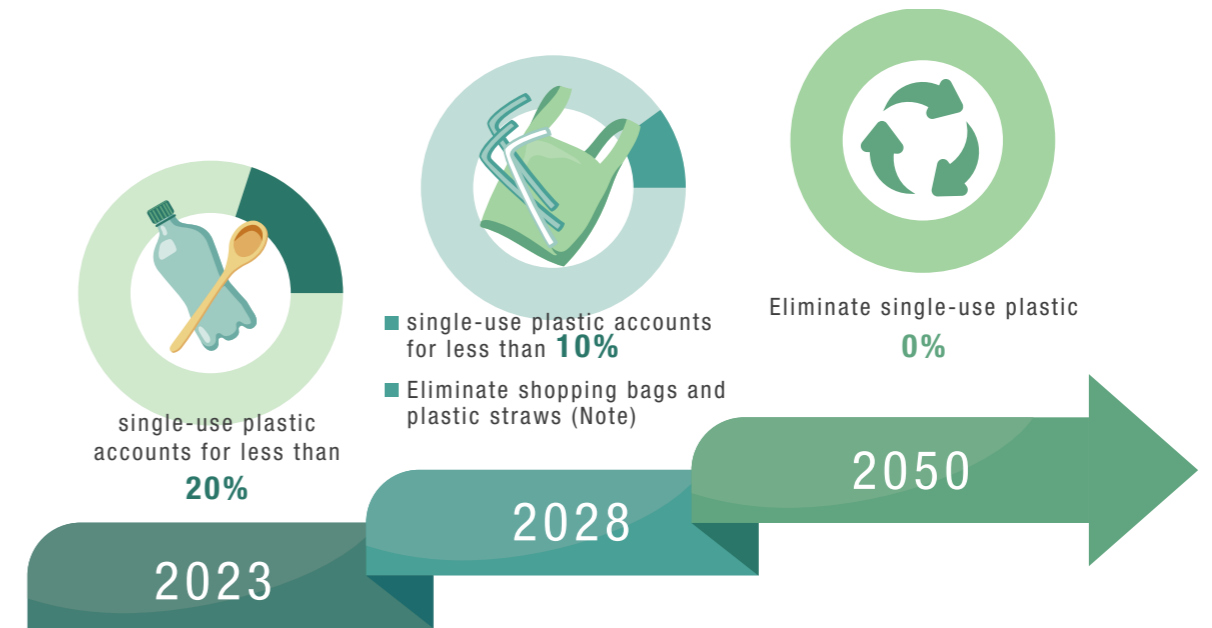 single-use plastic
accounts for less than
20%
2023
single-use plastic accounts
for less than 10%
Eliminate shopping bags and
plastic straws (Note)
2028
Eliminate single-use plastic
0%
2050